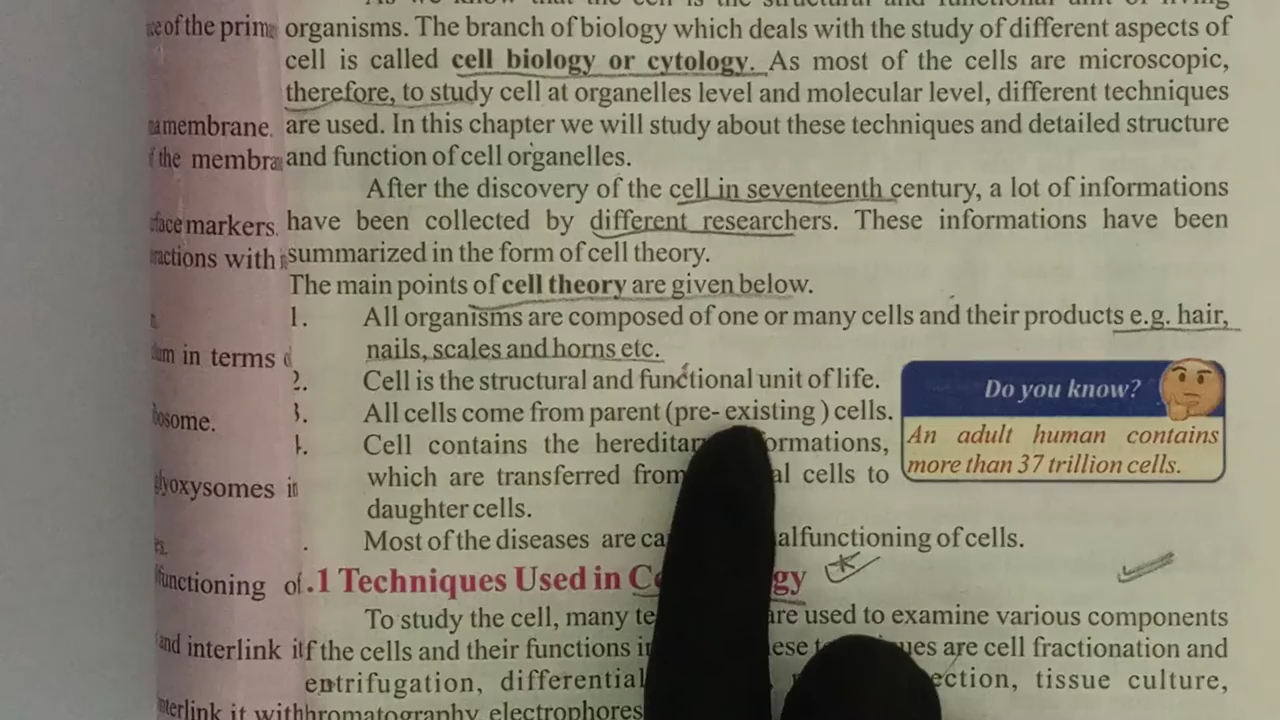 ce of the prim
membrane.
f the membra
rface markers.
ractions with i
um in terms
bosome.
lyoxysomes in
es.
functioning of
and interlink it
nterlink it with
organisms. The branch of biology which deals with the study of different aspects of
cell is called cell biology or cytology. As most of the cells are microscopic,
therefore, to study cell at organelles level and molecular level, different techniques
are used. In this chapter we will study about these techniques and detailed structure
and function of cell organelles.
After the discovery of the cell in seventeenth century, a lot of informations
have been collected by different researchers. These informations have been
summarized in the form of cell theory.
The main points of cell theory are given below.
1. All organisms are composed of one or many cells and their products e.g. hair,
nails, scales and horns etc.
2. Cell is the structural and functional unit of life.
3. All cells come from parent (pre- existing ) cells.
4. Cell contains the hereditar ormations,
which are transferred from al cells to
daughter cells.
. Most of the diseases are ca alfunctioning of cells.
Do you know?
An adult human contains
more than 37 trillion cells.
.1 Techniques Used in C gy
To study the cell, many te are used to examine various components
f the cells and their functions i ese t ues are cell fractionation and
entrifugation, differential ection, tissue culture,
hromatography electrophores